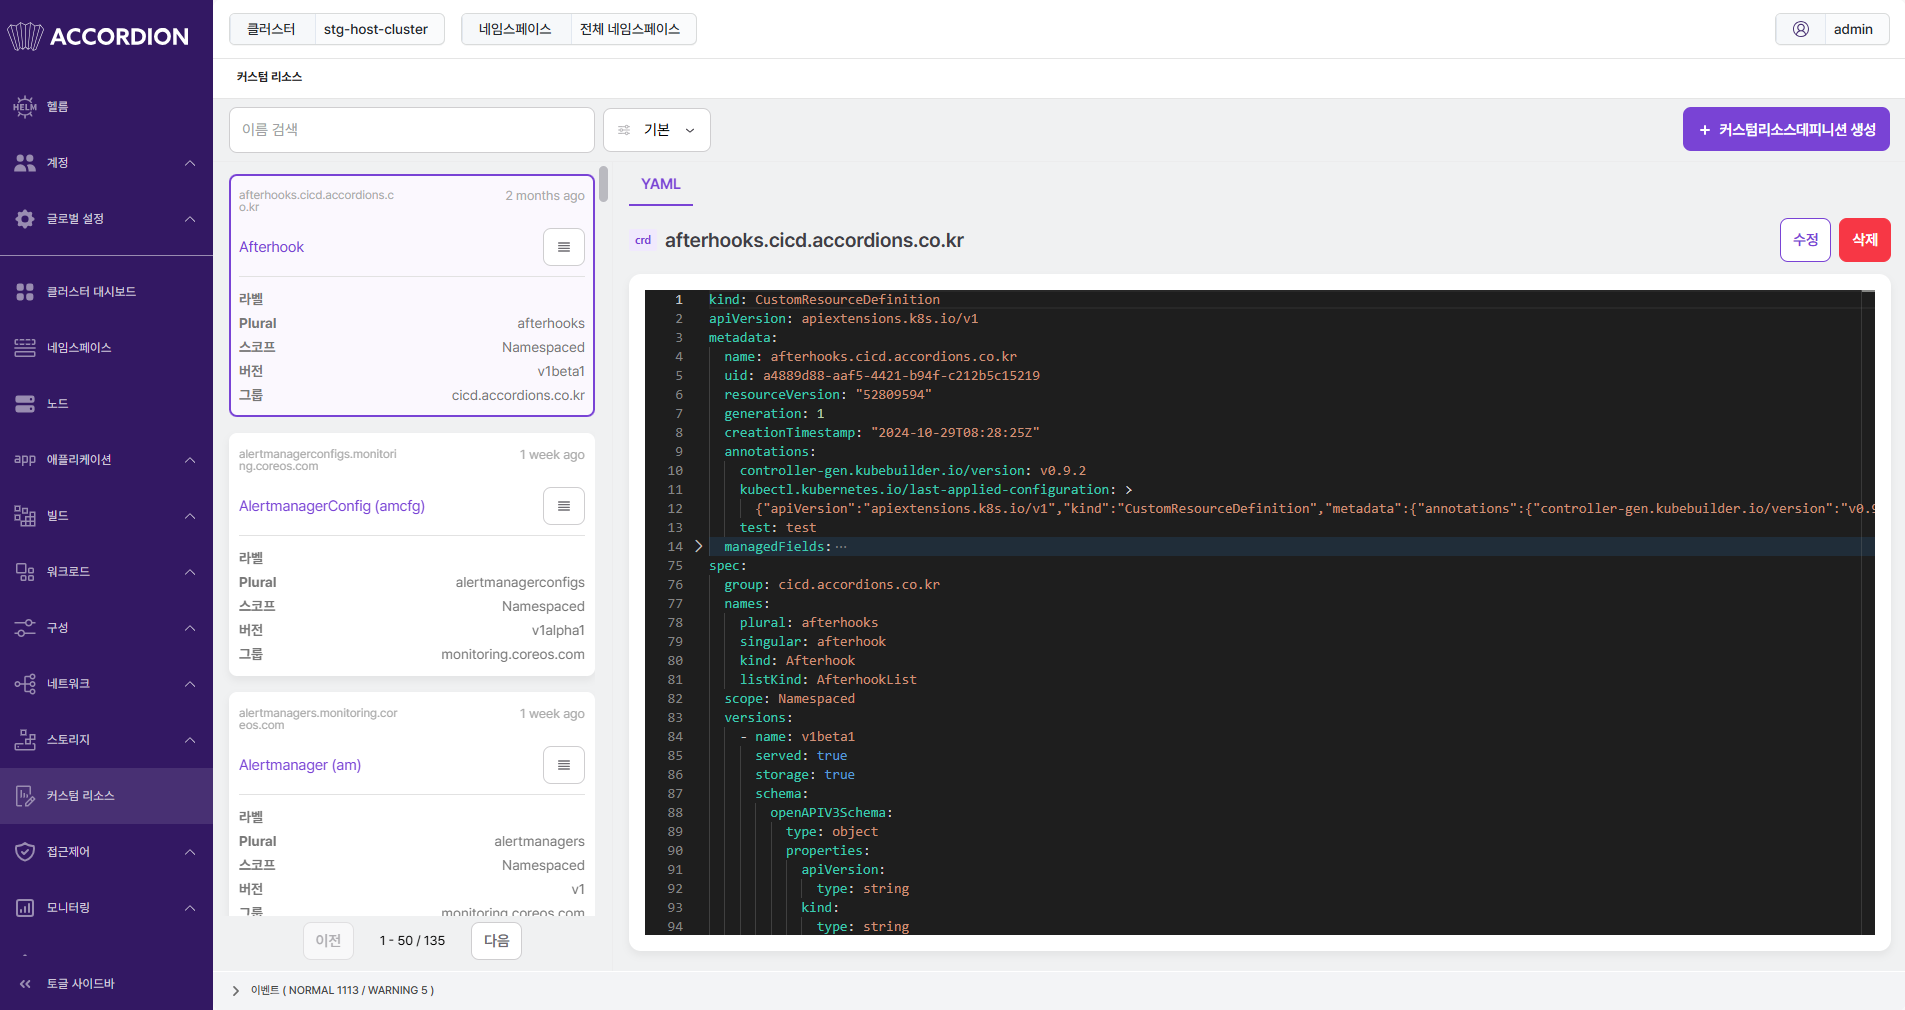 ACCORDION
클러스터 stg-host-cluster
네임스페이스 전체 네임스페이스
admin
HELM 헬름
계정
글로벌 설정
클러스터 대시보드
네임스페이스
노드
app 애플리케이션
빌드
워크로드
구성
네트워크
스토리지
커스텀 리소스
접근제어
모니터링
토글 사이드바
커스텀 리소스
이름 검색
기본
+ 커스텀리소스데피니션 생성
afterhooks.cicd.accordions.c
o.kr
2 months ago
Afterhook
라벨
Plural afterhooks
스코프 Namespaced
버전 v1beta1
그룹 cicd.accordions.co.kr
alertmanagerconfigs.monitori
ng.coreos.com
1 week ago
AlertmanagerConfig (amcfg)
라벨
Plural alertmanagerconfigs
스코프 Namespaced
버전 v1alpha1
그룹 monitoring.coreos.com
alertmanagers.monitoring.cor
eos.com
1 week ago
Alertmanager (am)
라벨
Plural alertmanagers
스코프 Namespaced
버전 v1
그룹 monitoring.coreos.com
이전 1 - 50 / 135 다음
YAML
crd afterhooks.cicd.accordions.co.kr
수정 삭제
1 kind: CustomResourceDefinition
2 apiVersion: apiextensions.k8s.io/v1
3 metadata:
4 name: afterhooks.cicd.accordions.co.kr
5 uid: a4889d88-aaf5-4421-b94f-c212b5c15219
6 resourceVersion: "52809594"
7 generation: 1
8 creationTimestamp: "2024-10-29T08:28:25Z"
9 annotations:
10 controller-gen.kubebuilder.io/version: v0.9.2
11 kubectl.kubernetes.io/last-applied-configuration: >
12 {"apiVersion":"apiextensions.k8s.io/v1","kind":"CustomResourceDefinition","metadata":{"annotations":{"controller-gen.kubebuilder.io/version":"v0.9
13 test: test
14 managedFields: ···
75 spec:
76 group: cicd.accordions.co.kr
77 names:
78 plural: afterhooks
79 singular: afterhook
80 kind: Afterhook
81 listKind: AfterhookList
82 scope: Namespaced
83 versions:
84 - name: v1beta1
85 served: true
86 storage: true
87 schema:
88 openAPIV3Schema:
89 type: object
90 properties:
91 apiVersion:
92 type: string
93 kind:
94 type: string
이벤트 ( NORMAL 1113 / WARNING 5 )